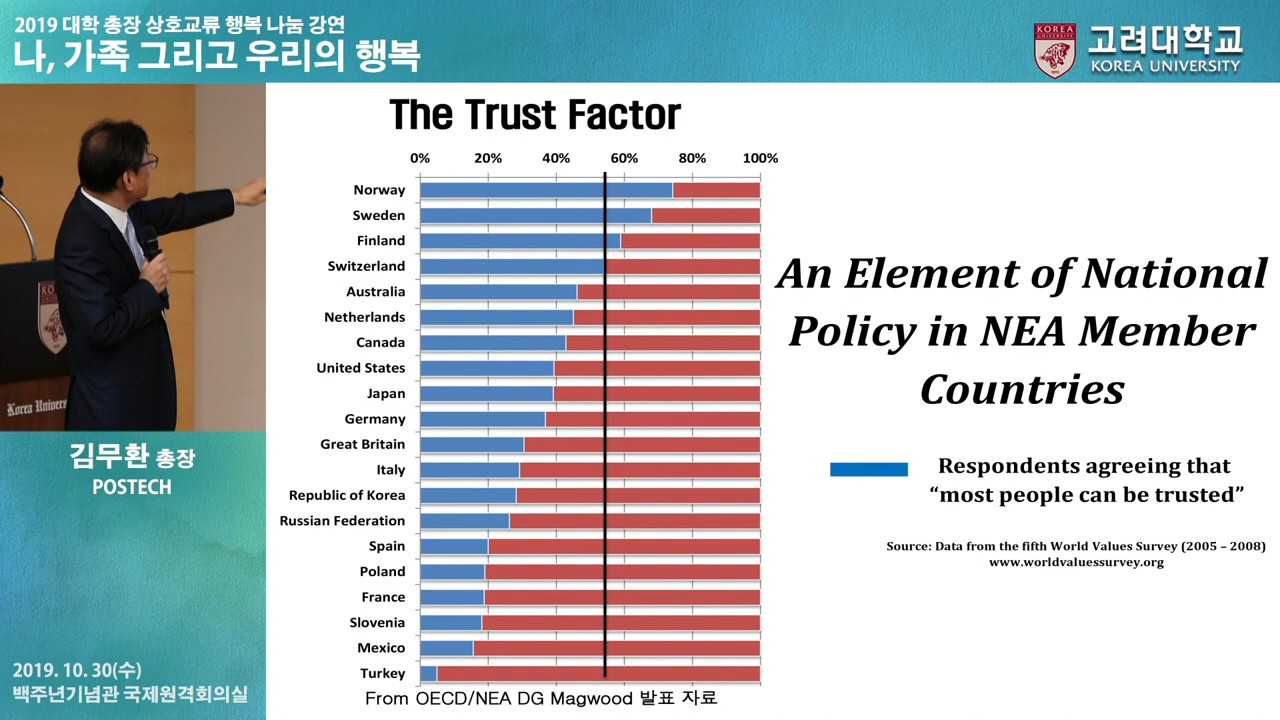 2019 대학 총장 상호교류 행복 나눔 강연
나, 가족 그리고 우리의 행복
KOREA
UNIVERSITY
1905
고려대학교
KOREA UNIVERSITY
KO
Korea Univers
김무환 총장
POSTECH
2019. 10. 30(수)
백주년기념관 국제원격회의실
The Trust Factor
0% 20% 40% 60% 80% 100%
Norway
Sweden
Finland
Switzerland
Australia
Netherlands
Canada
United States
Japan
Germany
Great Britain
Italy
Republic of Korea
Russian Federation
Spain
Poland
France
Slovenia
Mexico
Turkey
From OECD/NEA DG Magwood 발표 자료
An Element of National
Policy in NEA Member
Countries
Respondents agreeing that
“most people can be trusted”
Source: Data from the fifth World Values Survey (2005 – 2008)
www.worldvaluessurvey.org